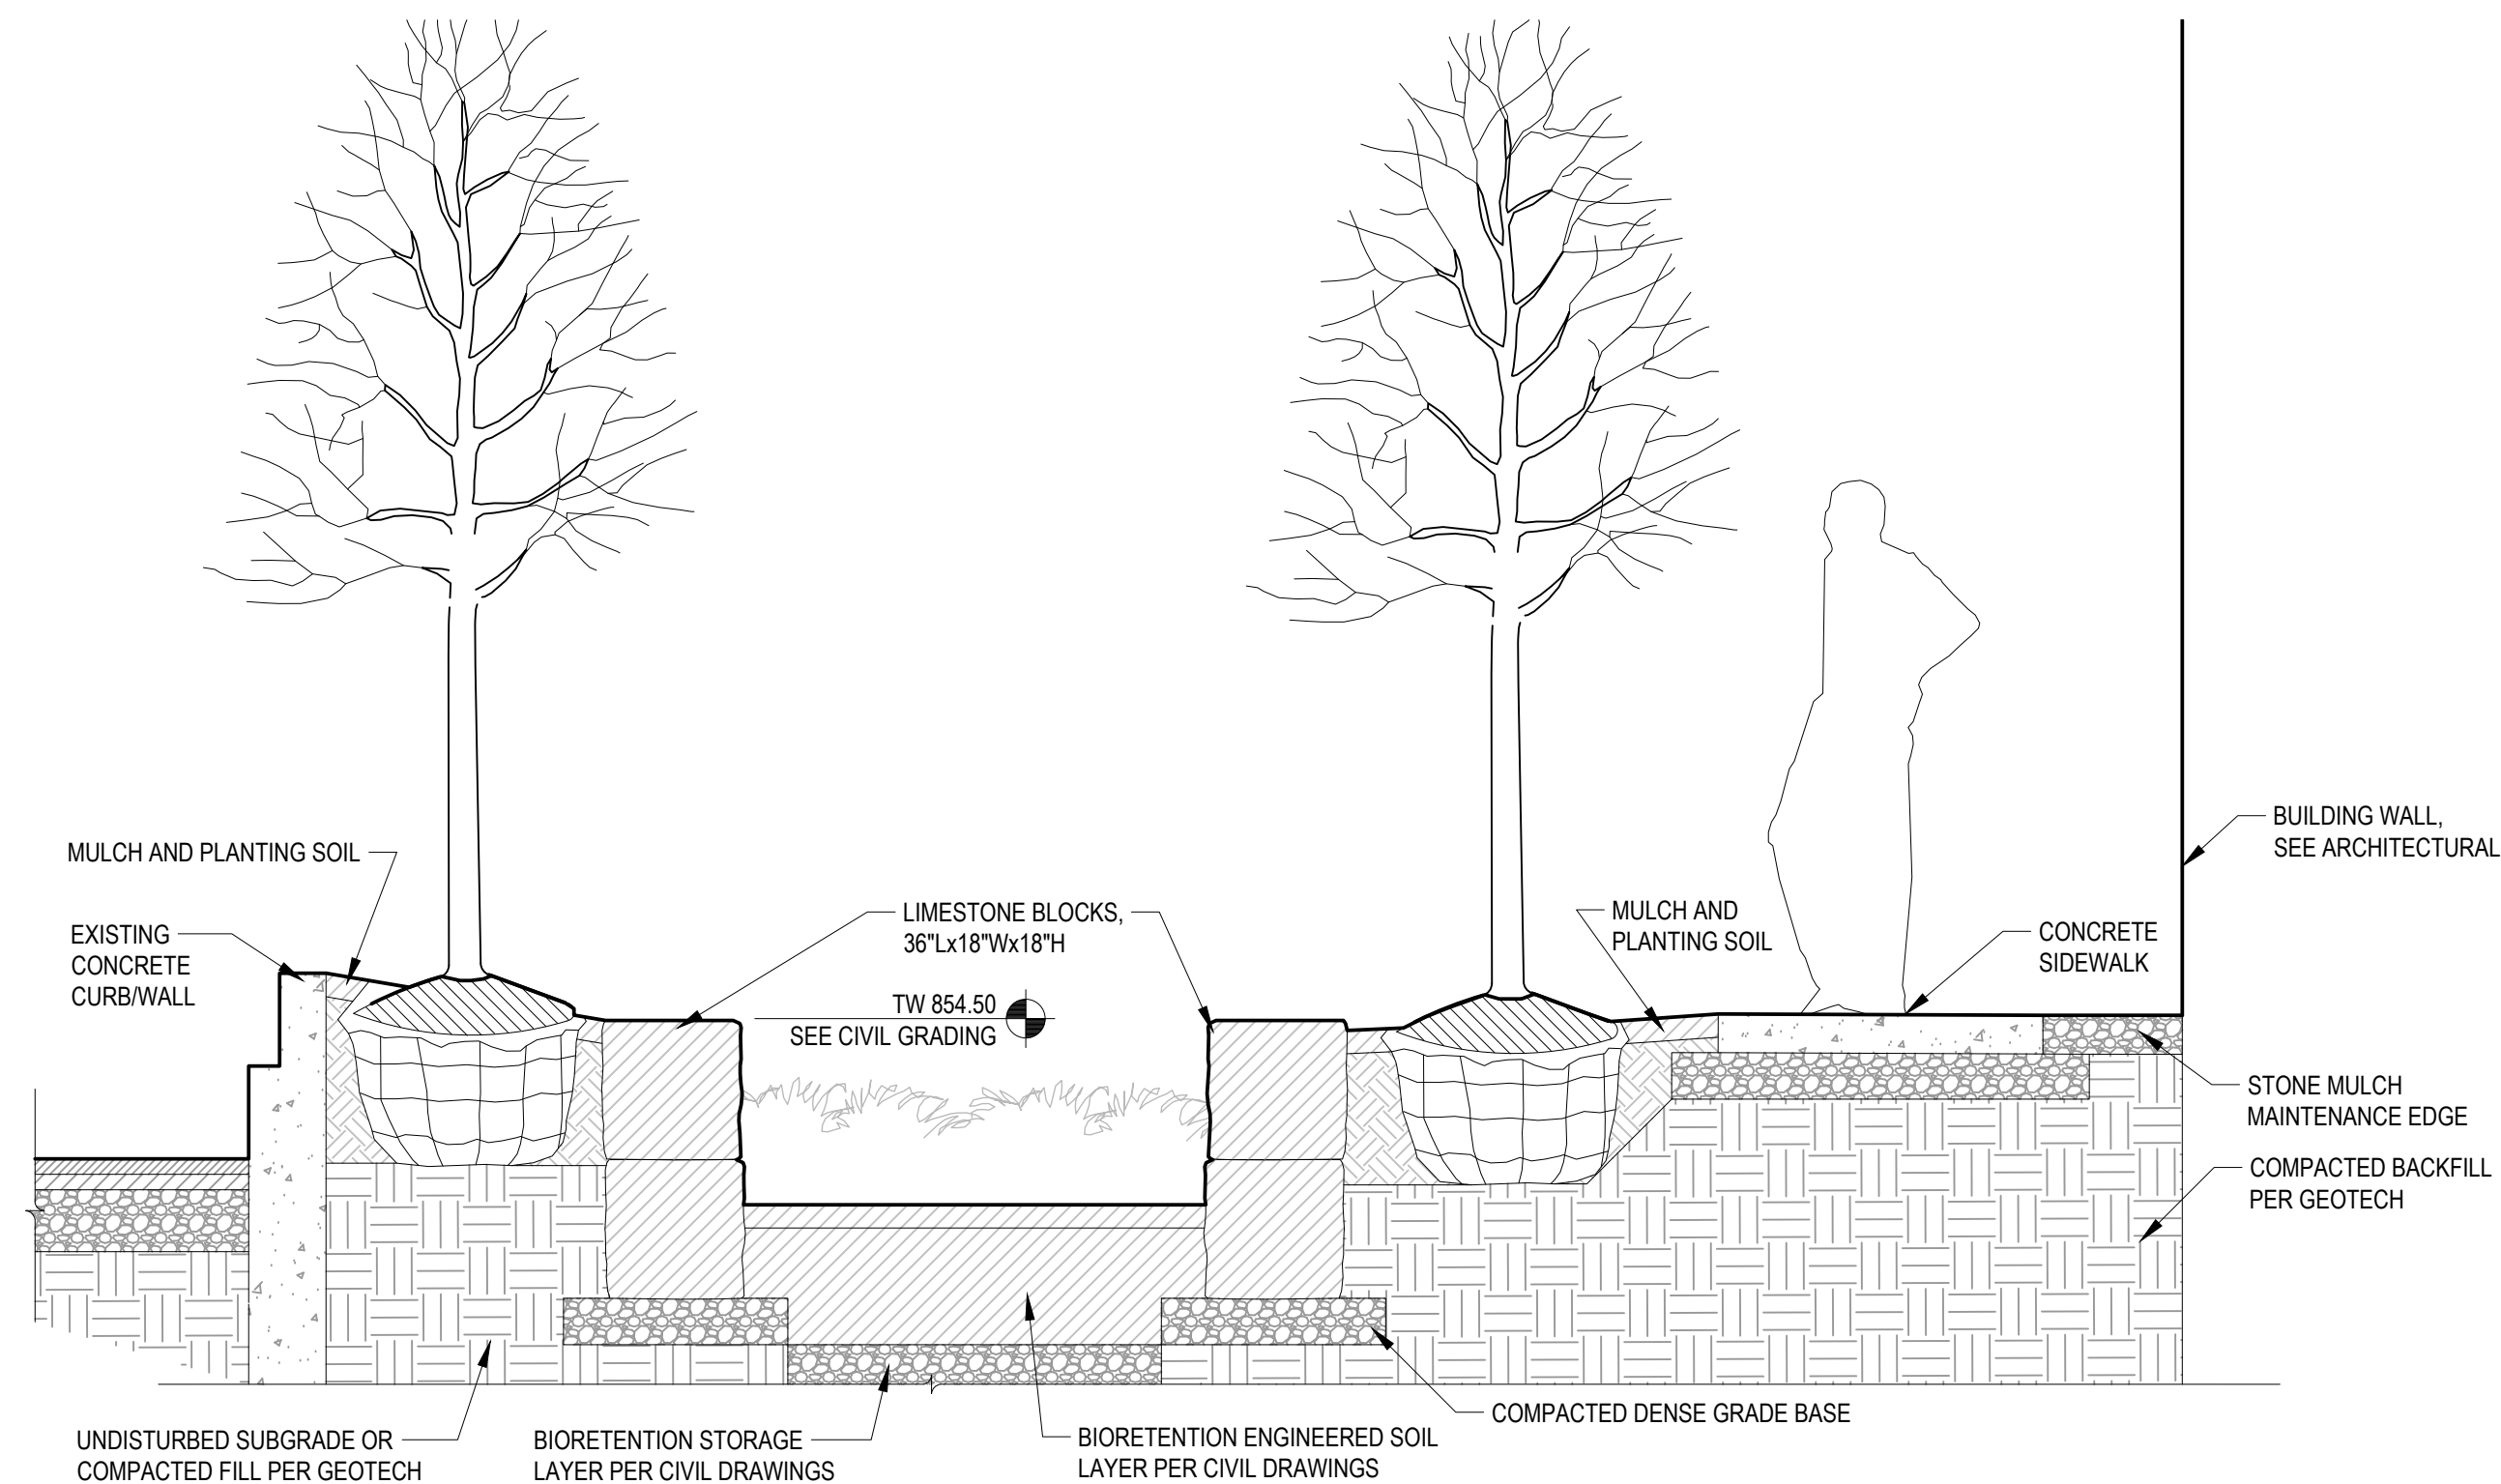 BUILDING WALL,
SEE ARCHITECTURAL
MULCH AND PLANTING SOIL
EXISTING
CONCRETE
CURB/WALL
LIMESTONE BLOCKS,
36"Lx18"Wx18"H
TW 854.50
SEE CIVIL GRADING
MULCH AND
PLANTING SOIL
CONCRETE
SIDEWALK
STONE MULCH
MAINTENANCE EDGE
COMPACTED BACKFILL
PER GEOTECH
UNDISTURBED SUBGRADE OR
COMPACTED FILL PER GEOTECH
BIORETENTION STORAGE
LAYER PER CIVIL DRAWINGS
BIORETENTION ENGINEERED SOIL
LAYER PER CIVIL DRAWINGS
COMPACTED DENSE GRADE BASE